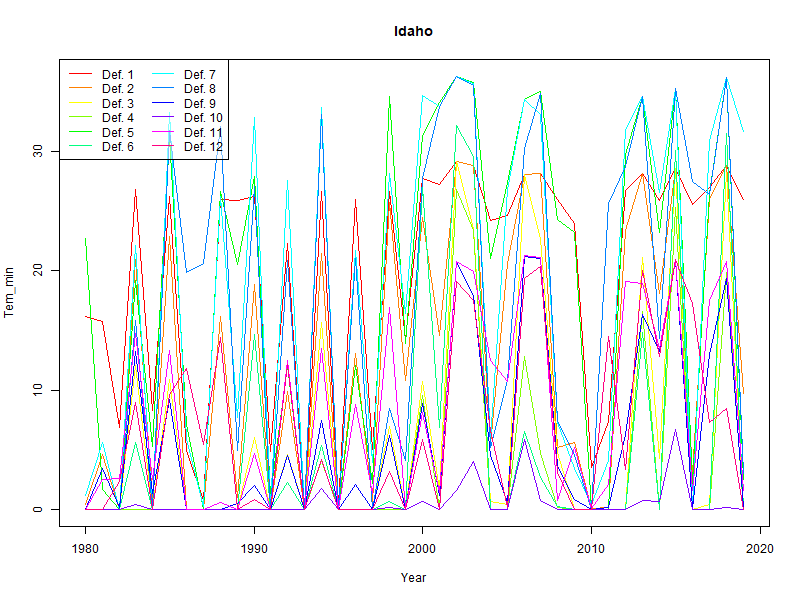 Idaho
Def. 1 Def. 7
Def. 2 Def. 8
Def. 3 Def. 9
Def. 4 Def. 10
Def. 5 Def. 11
Def. 6 Def. 12
Tem_min
30
20
10
0
1980 1990 2000 2010 2020
Year